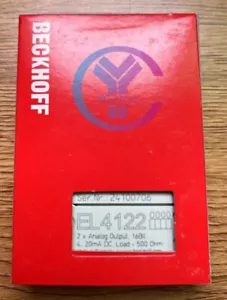 BECKHOFF
Ser.Nr. 24100706
EL4122
2 x Analog Output, 16Bit
4...20mA DC, Load < 500 Ohm